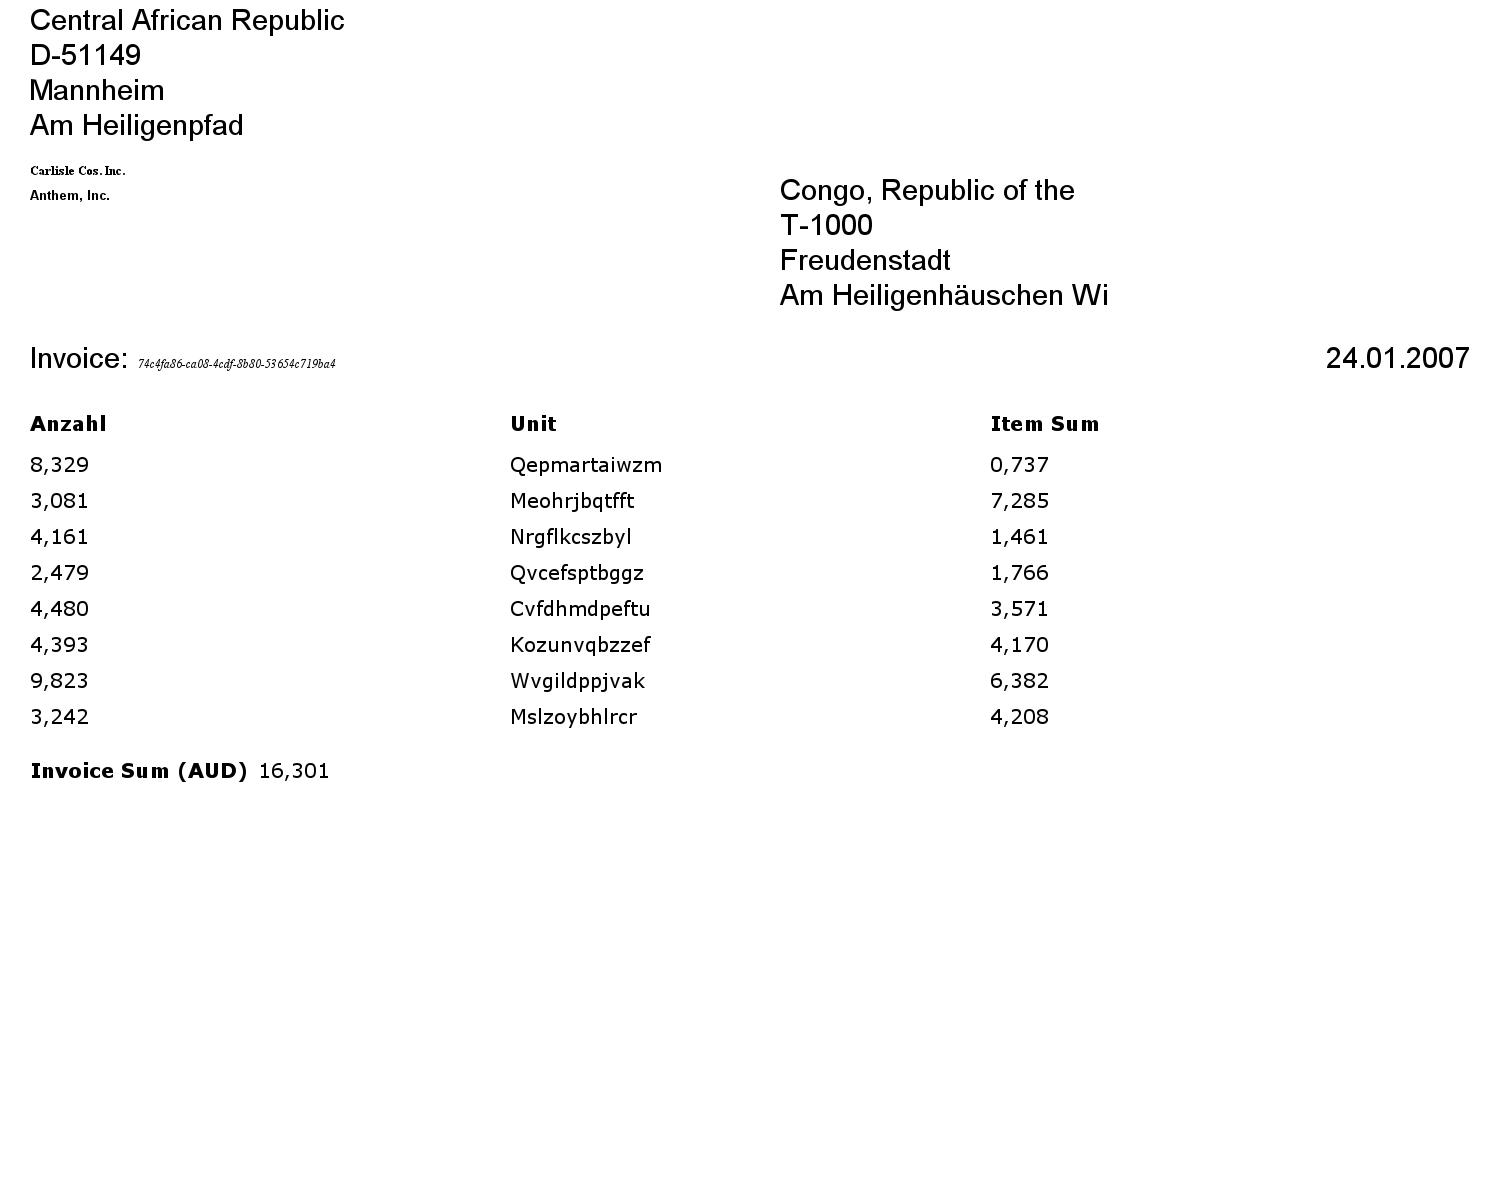 Central African Republic
D-51149
Mannheim
Am Heiligenpfad
Carlisle Cos. Inc.
Anthem, Inc.
Congo, Republic of the
T-1000
Freudenstadt
Am Heiligenhäuschen Wi
Invoice: 74c4fa86-ca08-4cdf-8b80-53654c719ba4 24.01.2007
Anzahl Unit Item Sum
8,329 Qepmartaiwzm 0,737
3,081 Meohrjbqtfft 7,285
4,161 Nrgflkcszbyl 1,461
2,479 Qvcefsptbggz 1,766
4,480 Cvfdhmdpeftu 3,571
4,393 Kozunvqbzzef 4,170
9,823 Wvgildppjvak 6,382
3,242 Mslzoybhlrcr 4,208
Invoice Sum (AUD) 16,301